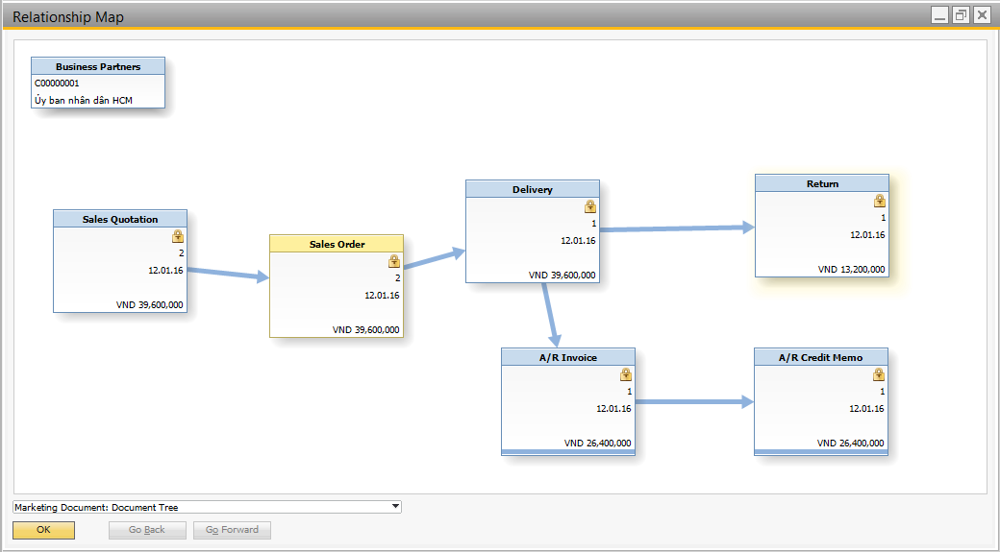 Relationship Map
Business Partners
C00000001
Ủy ban nhân dân HCM
Sales Quotation
2
12.01.16
VND 39,600,000
Sales Order
2
12.01.16
VND 39,600,000
Delivery
1
12.01.16
VND 39,600,000
Return
1
12.01.16
VND 13,200,000
A/R Invoice
1
12.01.16
VND 26,400,000
A/R Credit Memo
1
12.01.16
VND 26,400,000
Marketing Document: Document Tree
OK
Go Back
Go Forward